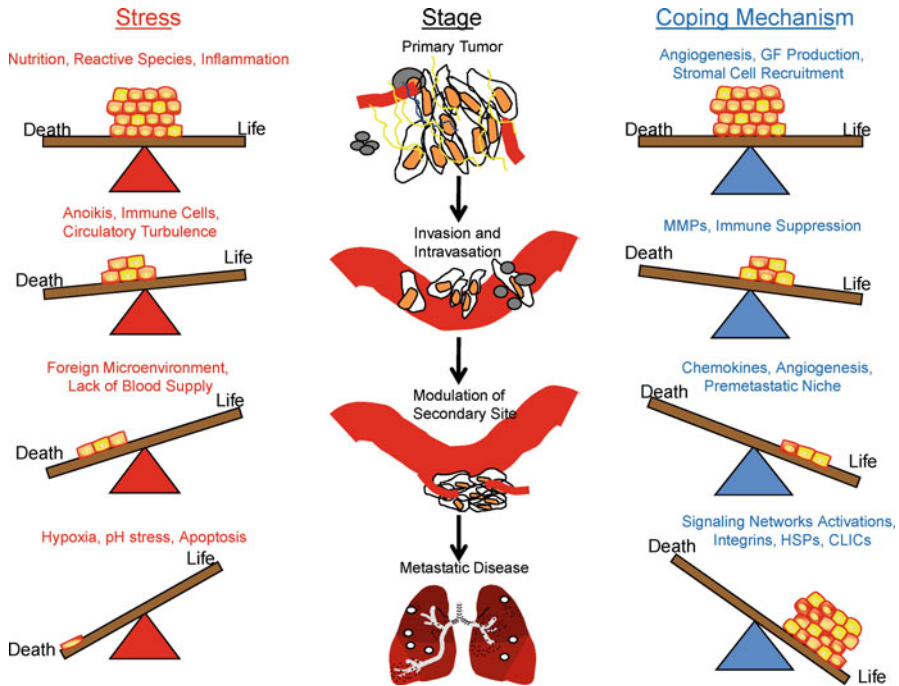 Stress
Stage
Coping Mechanism
Nutrition, Reactive Species, Inflammation
Primary Tumor
Angiogenesis, GF Production,
Stromal Cell Recruitment
Death
Life
Death
Life
Anoikis, Immune Cells,
Circulatory Turbulence
Invasion and
Intravasation
MMPs, Immune Suppression
Death
Life
Death
Life
Foreign Microenvironment,
Lack of Blood Supply
Modulation of
Secondary Site
Chemokines, Angiogenesis,
Premetastatic Niche
Death
Life
Death
Life
Hypoxia, pH stress, Apoptosis
Metastatic Disease
Signaling Networks Activations,
Integrins, HSPs, CLICs
Death
Life
Death
Life